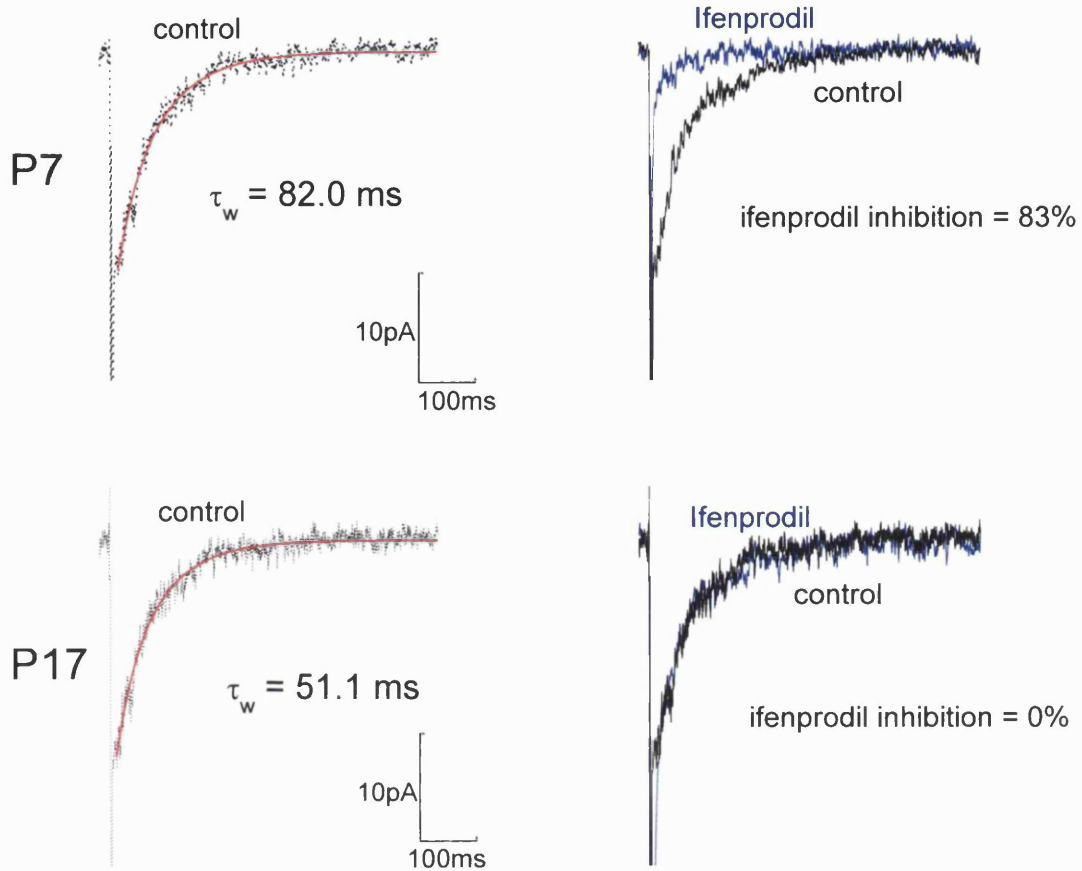 control
Ifenprodil
control
P7
τw = 82.0 ms
ifenprodil inhibition = 83%
10pA
100ms
control
Ifenprodil
control
P17
τw = 51.1 ms
ifenprodil inhibition = 0%
10pA
100ms